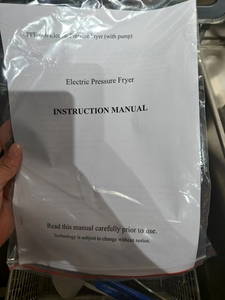 Fryer (with pump)
Electric Pressure Fryer
INSTRUCTION MANUAL
Read this manual carefully prior to use.
Technology is subject to change without notice.